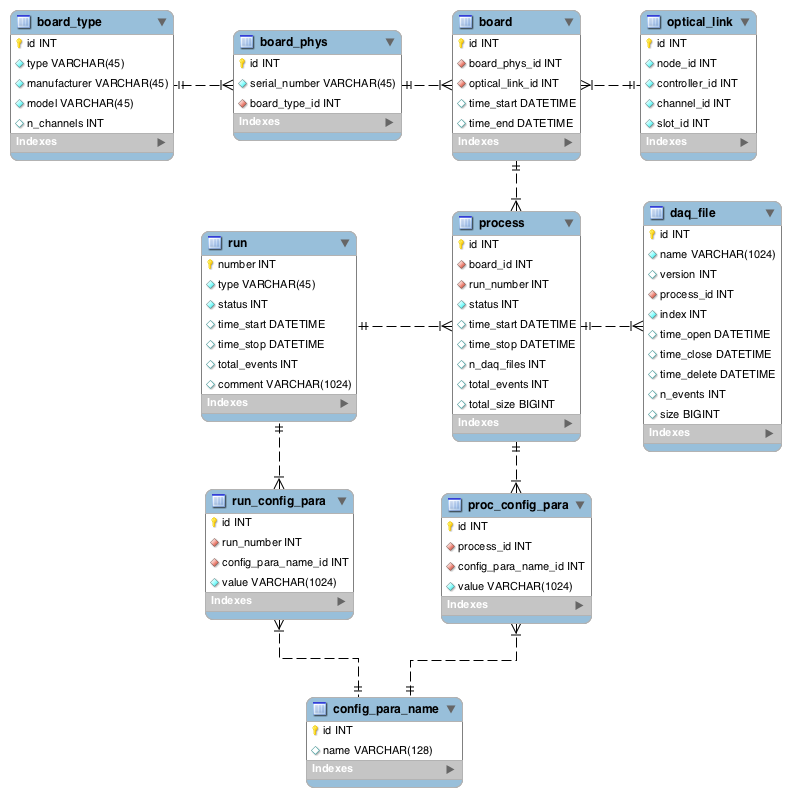 board_type
id INT
type VARCHAR(45)
manufacturer VARCHAR(45)
model VARCHAR(45)
n_channels INT
Indexes
board_phys
id INT
serial_number VARCHAR(45)
board_type_id INT
Indexes
board
id INT
board_phys_id INT
optical_link_id INT
time_start DATETIME
time_end DATETIME
Indexes
optical_link
id INT
node_id INT
controller_id INT
channel_id INT
slot_id INT
Indexes
run
number INT
type VARCHAR(45)
status INT
time_start DATETIME
time_stop DATETIME
total_events INT
comment VARCHAR(1024)
Indexes
process
id INT
board_id INT
run_number INT
status INT
time_start DATETIME
time_stop DATETIME
n_daq_files INT
total_events INT
total_size BIGINT
Indexes
daq_file
id INT
name VARCHAR(1024)
version INT
process_id INT
index INT
time_open DATETIME
time_close DATETIME
time_delete DATETIME
n_events INT
size BIGINT
Indexes
run_config_para
id INT
run_number INT
config_para_name_id INT
value VARCHAR(1024)
Indexes
proc_config_para
id INT
process_id INT
config_para_name_id INT
value VARCHAR(1024)
Indexes
config_para_name
id INT
name VARCHAR(128)
Indexes